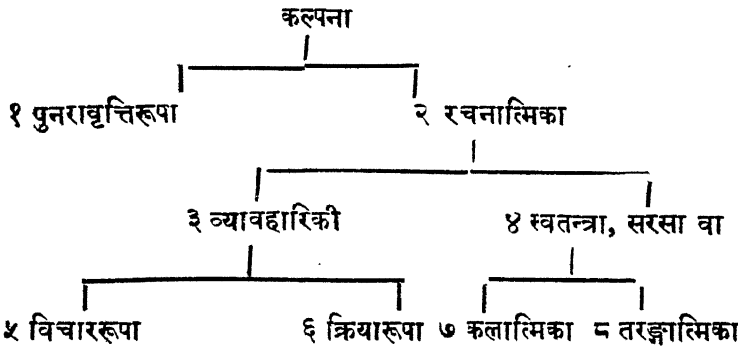 कल्पना
१ पुनरावृत्तिरूपा २ रचनात्मिका
३ व्यावहारिकी ४ स्वतन्त्रा, सरसा वा
५ विचाररूपा ६ क्रियारूपा ७ कलात्मिका ८ तरङ्गात्मिका